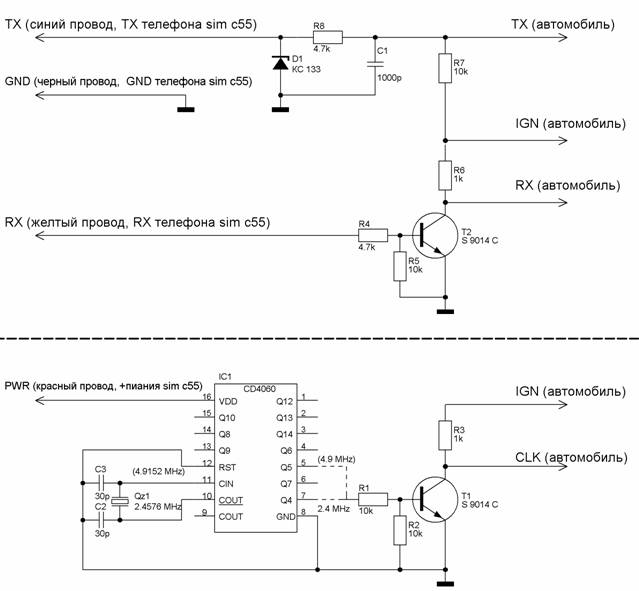 TX (синий провод, TX телефона sim c55)
R8
4.7k
TX (автомобиль)
D1
KC 133
C1
1000p
R7
10k
GND (черный провод, GND телефона sim c55)
IGN (автомобиль)
R6
1k
RX (автомобиль)
RX (желтый провод, RX телефона sim c55)
R4
4.7k
R5
10k
T2
S 9014 C
IC1
CD4060
PWR (красный провод, +пиания sim c55)
IGN (автомобиль)
16 VDD Q12 1
15 Q10 Q13 2
14 Q8 Q14 3
13 Q9 Q6 4
12 RST Q5 5
11 CIN Q7 6
10 COUT Q4 7
9 COUT GND 8
(4.9 MHz)
2.4 MHz
R3
1k
CLK (автомобиль)
C3
30p
(4.9152 MHz)
Qz1
2.4576 MHz
C2
30p
R1
10k
R2
10k
T1
S 9014 C